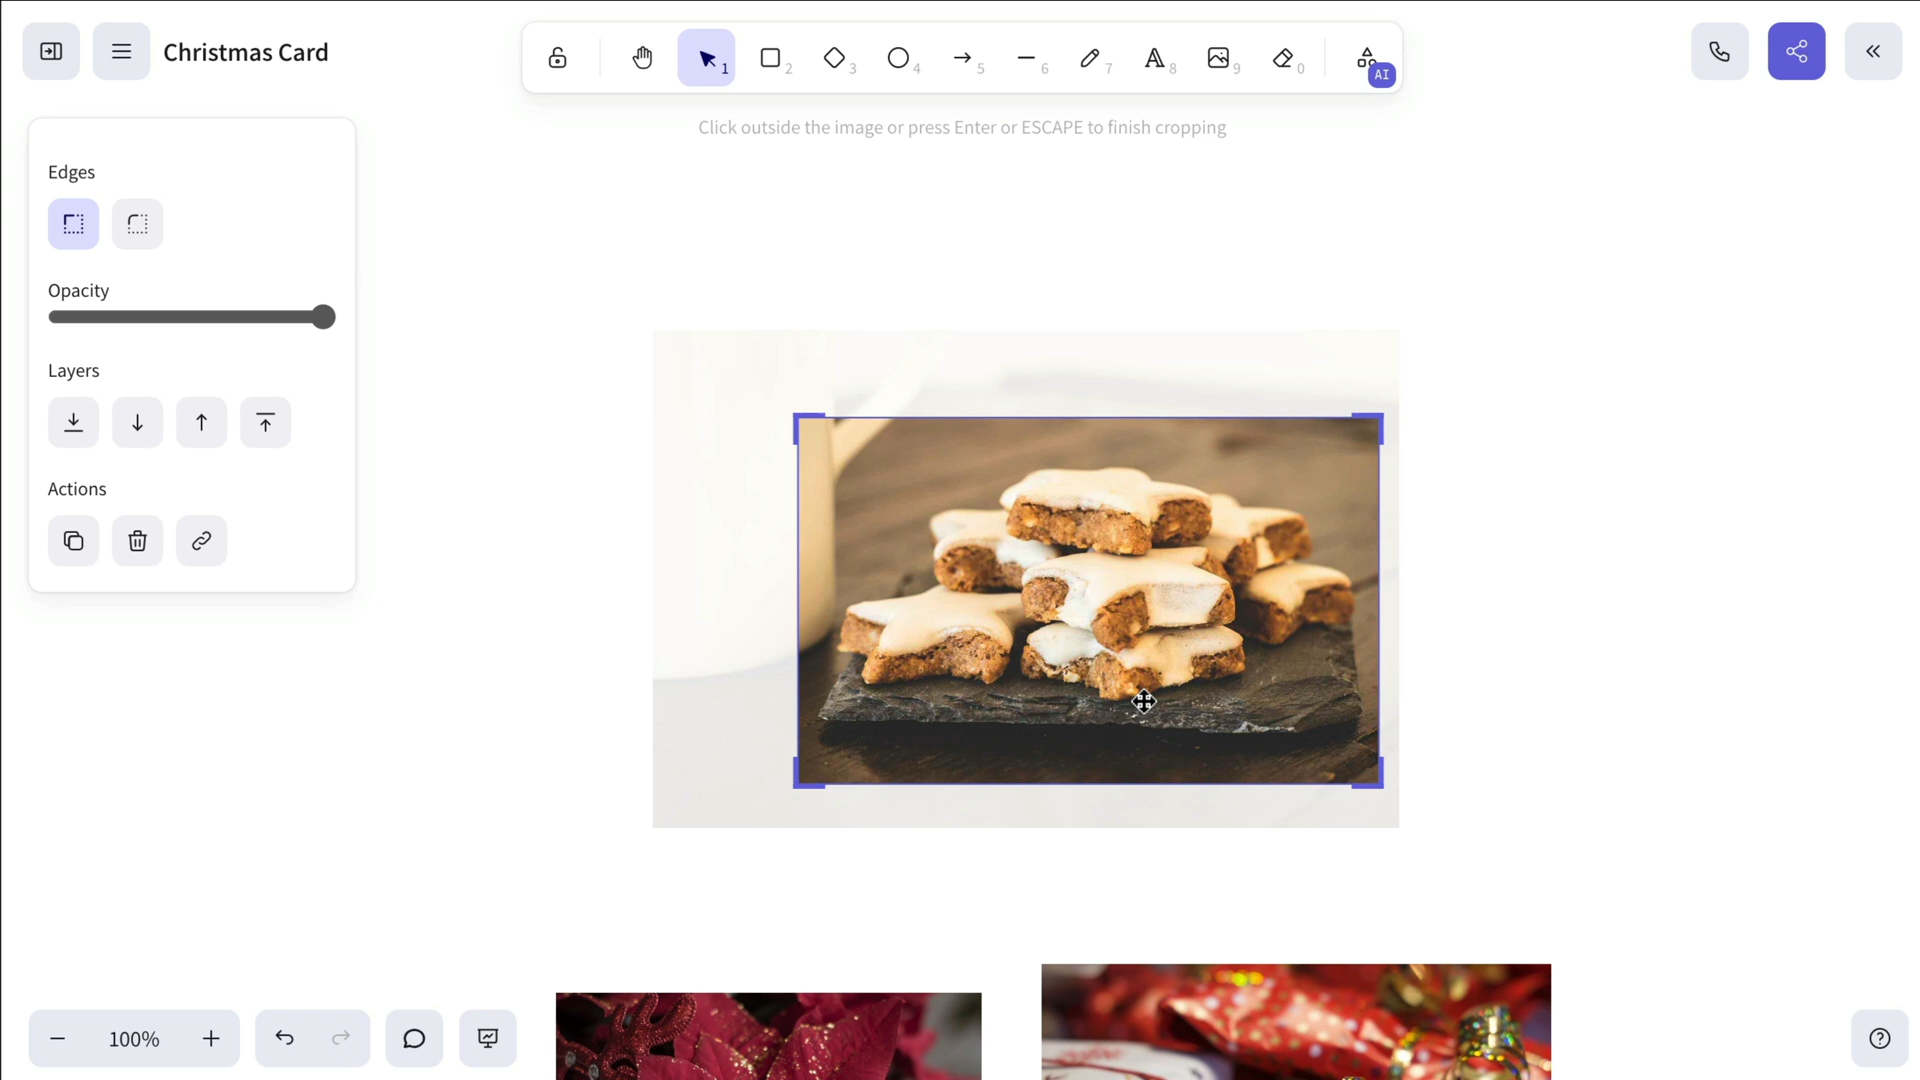 Christmas Card
1
2
3
4
5
6
7
8
9
0
AI
Click outside the image or press Enter or ESCAPE to finish cropping
Edges
Opacity
Layers
Actions
100%